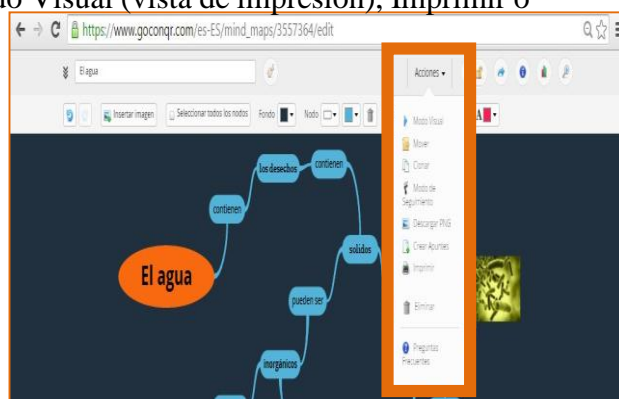 do Visual (vista de impresión), Imprimir o
https://www.goconqr.com/es-ES/mind_maps/3557364/edit
El agua
Acciones
Insertar imagen
Seleccionar todos los nodos
Fondo
Nodo
A
Modo Visual
Mover
Clonar
Modo de
Seguimiento
Descargar PNG
Crear Apuntes
Imprimir
Eliminar
Preguntas
Frecuentes
los desechos
contienen
contienen
solidos
El agua
pueden ser
inorgánicos